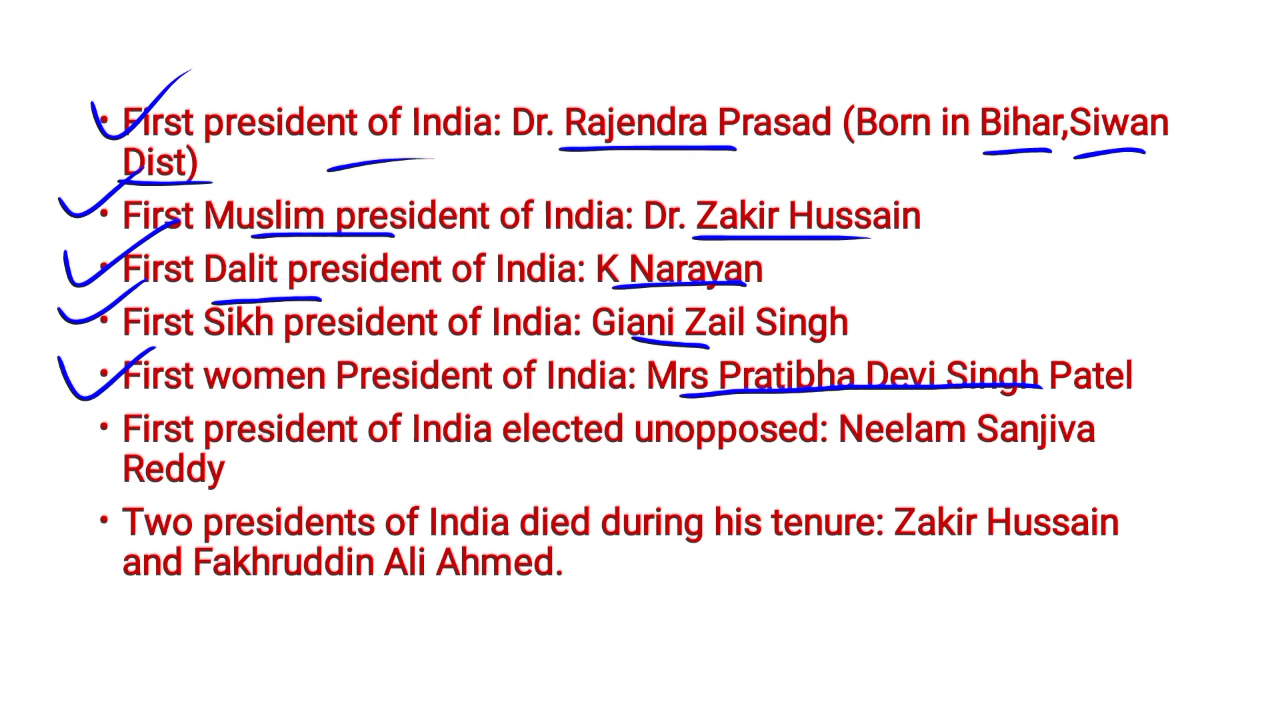 • First president of India: Dr. Rajendra Prasad (Born in Bihar,Siwan
Dist)
• First Muslim president of India: Dr. Zakir Hussain
• First Dalit president of India: K Narayan
• First Sikh president of India: Giani Zail Singh
• First women President of India: Mrs Pratibha Devi Singh Patel
• First president of India elected unopposed: Neelam Sanjiva
Reddy
• Two presidents of India died during his tenure: Zakir Hussain
and Fakhruddin Ali Ahmed.